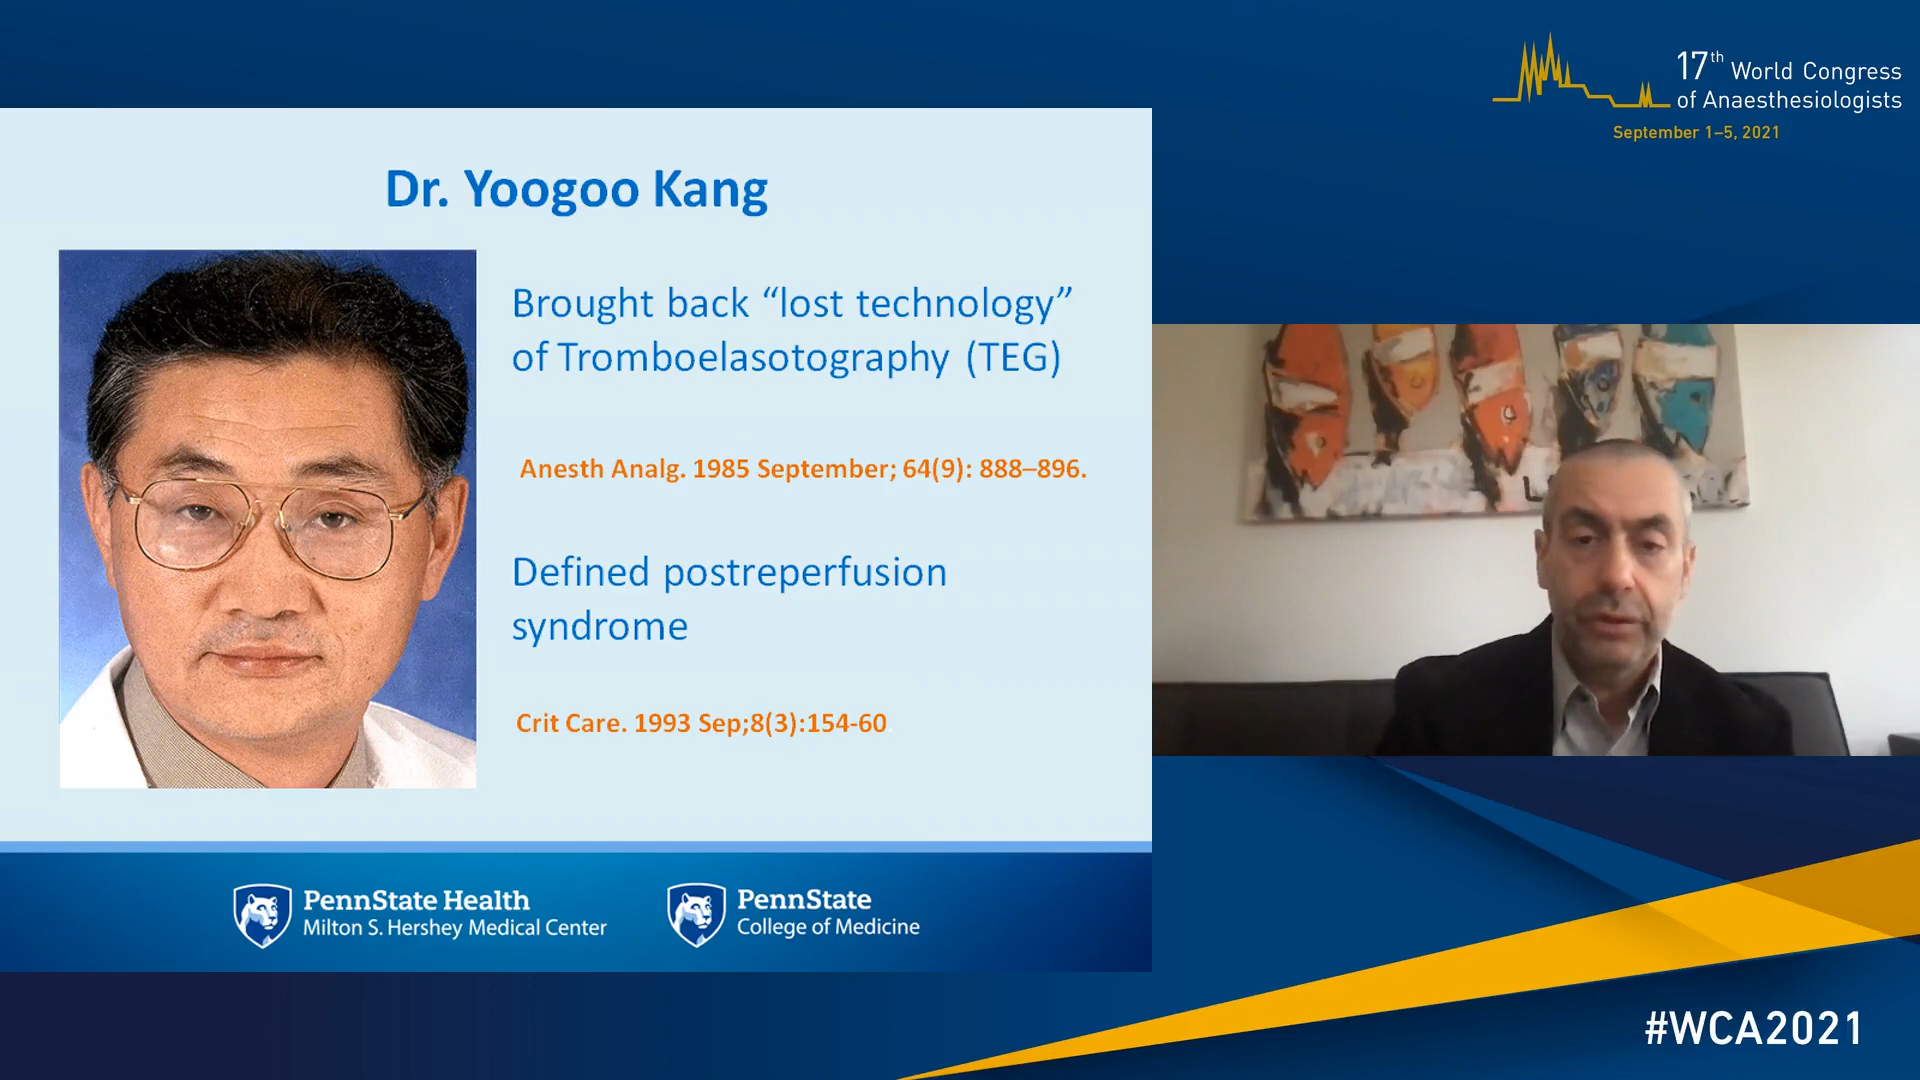 17th World Congress
of Anaesthesiologists
September 1–5, 2021
Dr. Yoogoo Kang
Brought back “lost technology”
of Tromboelasotography (TEG)
Anesth Analg. 1985 September; 64(9): 888–896.
Defined postreperfusion
syndrome
Crit Care. 1993 Sep;8(3):154-60.
PennState Health
Milton S. Hershey Medical Center
PennState
College of Medicine
#WCA2021